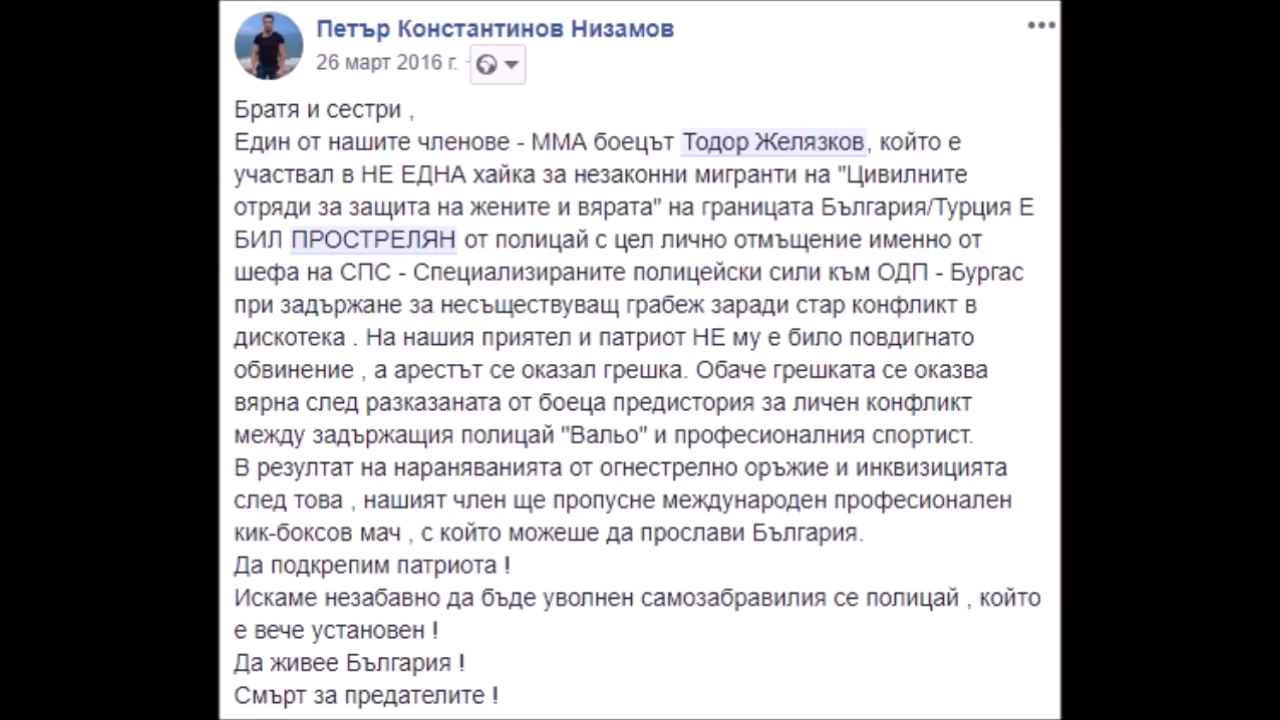 Петър Константинов Низамов
26 март 2016 г. ·
Братя и сестри ,
Един от нашите членове - ММА боецът Тодор Желязков, който е
участвал в НЕ ЕДНА хайка за незаконни мигранти на "Цивилните
отряди за защита на жените и вярата" на границата България/Турция Е
БИЛ ПРОСТРЕЛЯН от полицай с цел лично отмъщение именно от
шефа на СПС - Специализираните полицейски сили към ОДП - Бургас
при задържане за несъществуващ грабеж заради стар конфликт в
дискотека . На нашия приятел и патриот НЕ му е било повдигнато
обвинение , а арестът се оказал грешка. Обаче грешката се оказва
вярна след разказаната от боеца предистория за личен конфликт
между задържащия полицай "Вальо" и професионалния спортист.
В резултат на нараняванията от огнестрелно оръжие и инквизицията
след това , нашият член ще пропусне международен професионален
кик-боксов мач , с който можеше да прослави България.
Да подкрепим патриота !
Искаме незабавно да бъде уволнен самозабравилия се полицай , който
е вече установен !
Да живее България !
Смърт за предателите !